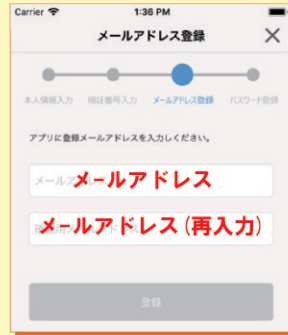 Carrier 1:36 PM
メールアドレス登録
本人情報入力 暗証番号入力 メールアドレス登録 パスワード登録
アプリに登録メールアドレスを入力しください。
メールアドレス
メールアドレス(再入力)
登録